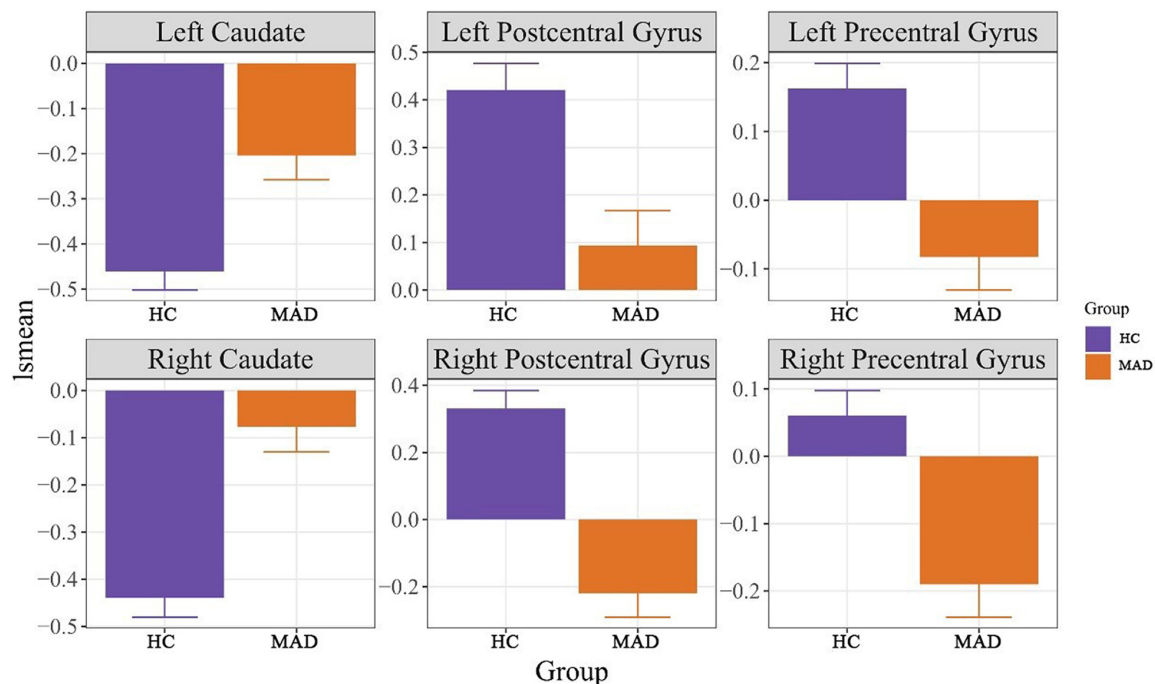 Left Caudate
0.0
−0.1
−0.2
−0.3
−0.4
−0.5
HC MAD
Left Postcentral Gyrus
0.5
0.4
0.3
0.2
0.1
0.0
HC MAD
Left Precentral Gyrus
0.2
0.1
0.0
−0.1
HC MAD
Right Caudate
0.0
−0.1
−0.2
−0.3
−0.4
−0.5
HC MAD
Right Postcentral Gyrus
0.4
0.2
0.0
−0.2
HC MAD
Right Precentral Gyrus
0.1
0.0
−0.1
−0.2
HC MAD
lsmean
Group
Group
HC
MAD